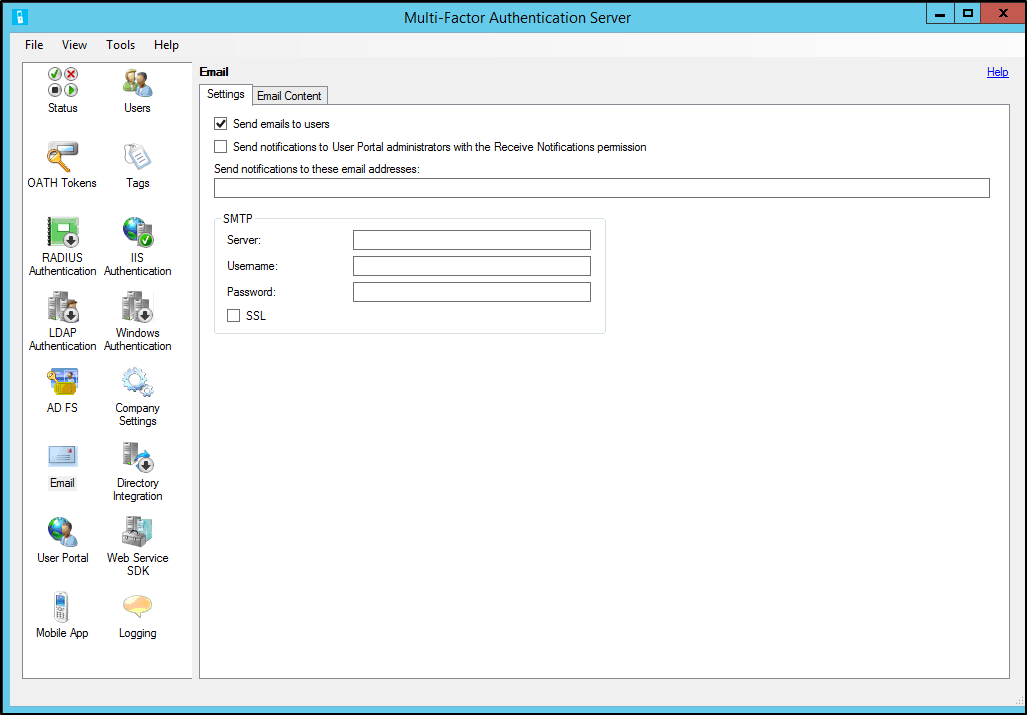 Multi-Factor Authentication Server
File View Tools Help
Status
Users
OATH Tokens
Tags
RADIUS
Authentication
IIS
Authentication
LDAP
Authentication
Windows
Authentication
AD FS
Company
Settings
Email
Directory
Integration
User Portal
Web Service
SDK
Mobile App
Logging
Email
Help
Settings
Email Content
Send emails to users
Send notifications to User Portal administrators with the Receive Notifications permission
Send notifications to these email addresses:
SMTP
Server:
Username:
Password:
SSL